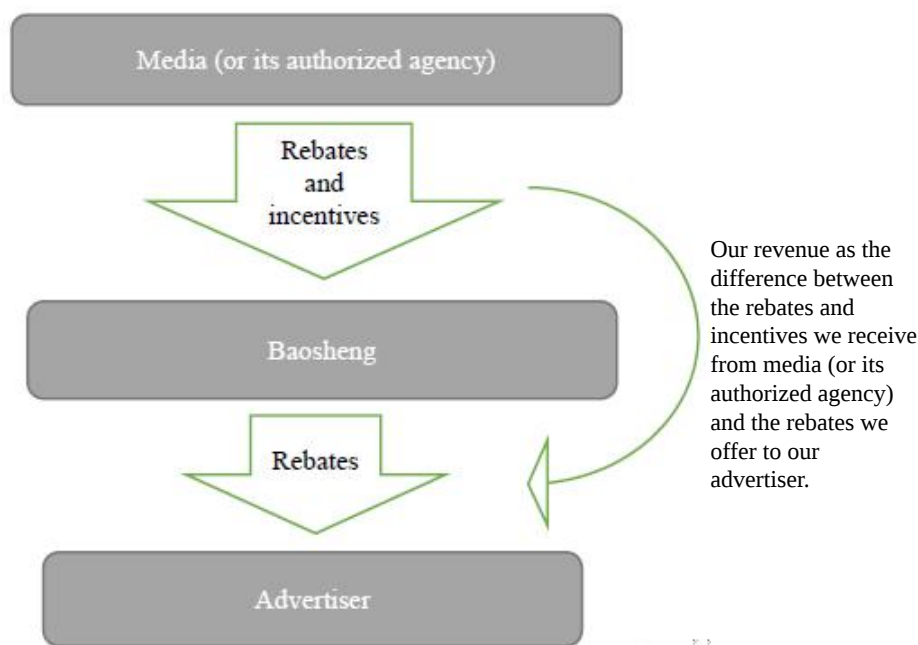 Media (or its authorized agency)
Rebates
and
incentives
Our revenue as the
difference between
the rebates and
incentives we receive
from media (or its
authorized agency)
and the rebates we
offer to our
advertiser.
Baosheng
Rebates
Advertiser